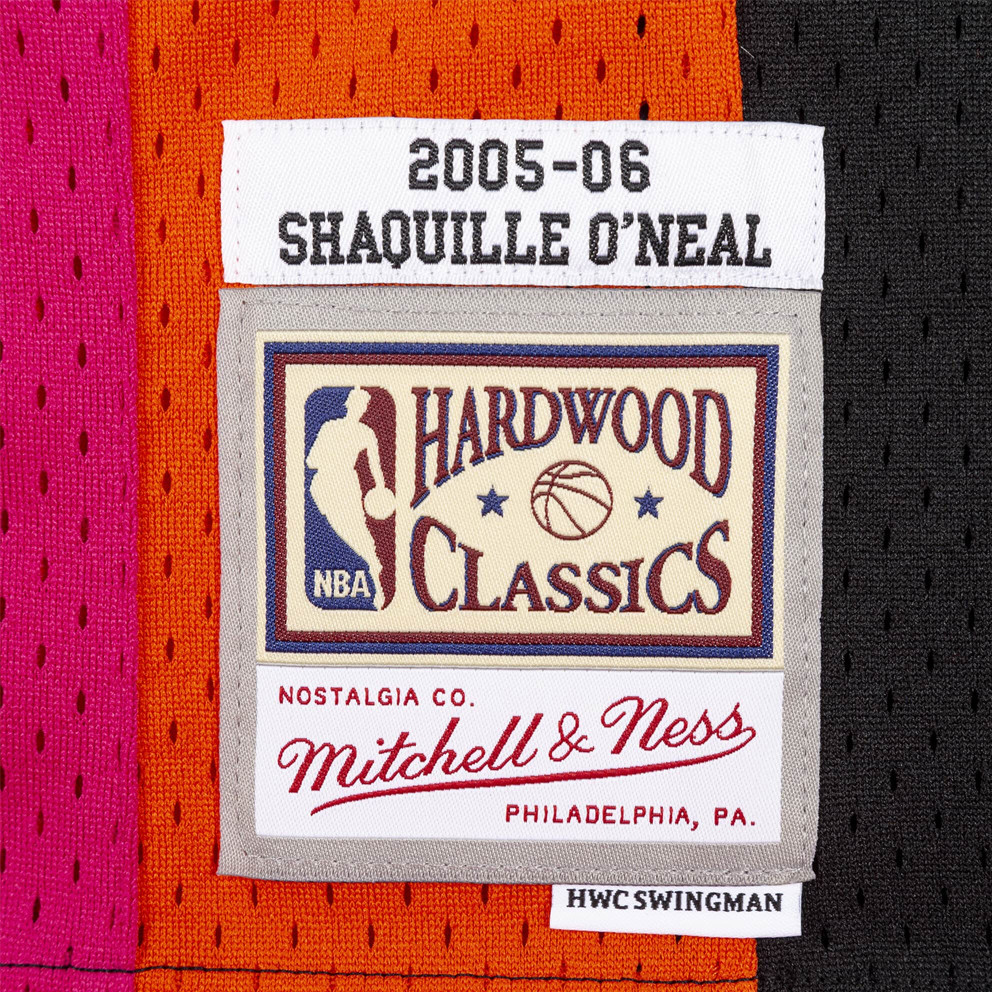 2005-06
SHAQUILLE O'NEAL
HARDWOOD
CLASSICS
NBA
NOSTALGIA CO.
Mitchell & Ness
PHILADELPHIA, PA.
HWC SWINGMAN